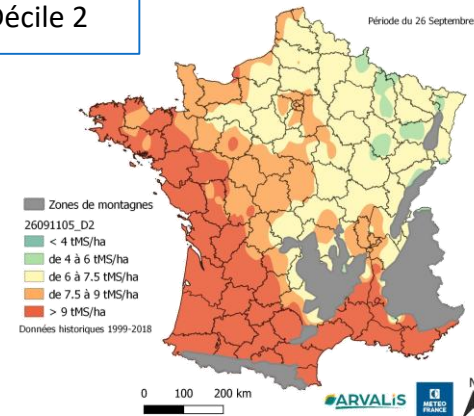 Décile 2
Période du 26 Septembre
Zones de montagnes
26091105_D2
< 4 tMS/ha
de 4 à 6 tMS/ha
de 6 à 7.5 tMS/ha
de 7.5 à 9 tMS/ha
> 9 tMS/ha
Données historiques 1999-2018
0 100 200 km
ARVALIS
METEO
FRANCE
N